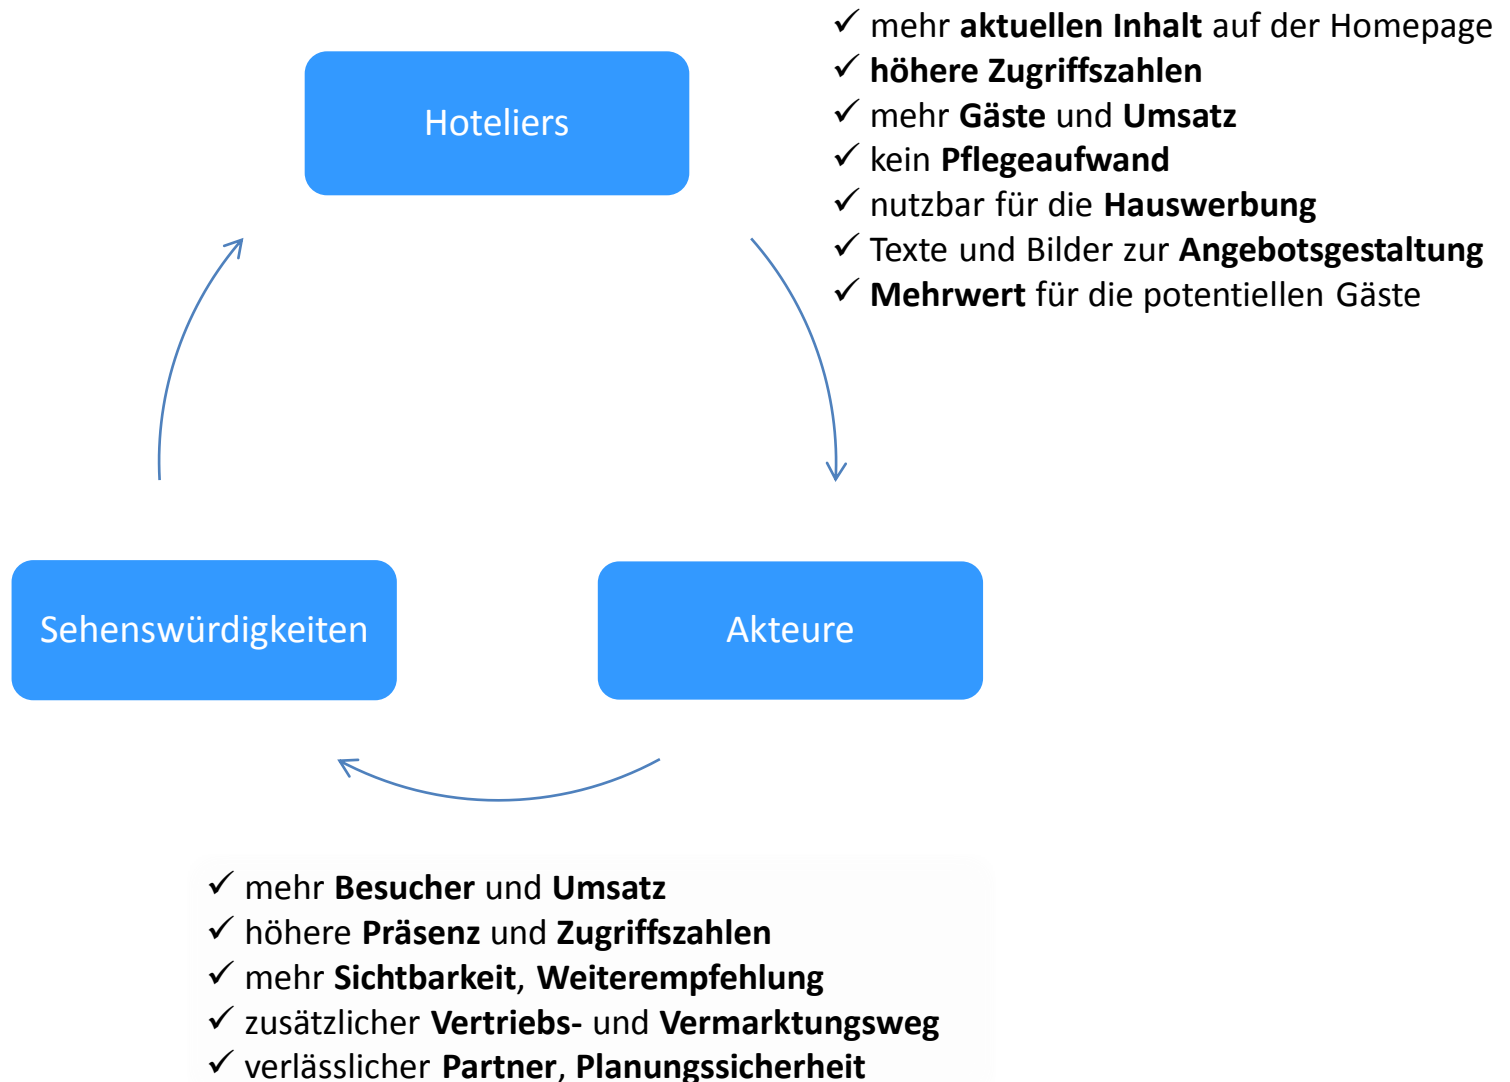 ✓ mehr aktuellen Inhalt auf der Homepage
✓ höhere Zugriffszahlen
✓ mehr Gäste und Umsatz
✓ kein Pflegeaufwand
✓ nutzbar für die Hauswerbung
✓ Texte und Bilder zur Angebotsgestaltung
✓ Mehrwert für die potentiellen Gäste
Hoteliers
Sehenswürdigkeiten
Akteure
✓ mehr Besucher und Umsatz
✓ höhere Präsenz und Zugriffszahlen
✓ mehr Sichtbarkeit, Weiterempfehlung
✓ zusätzlicher Vertriebs- und Vermarktungsweg
✓ verlässlicher Partner, Planungssicherheit